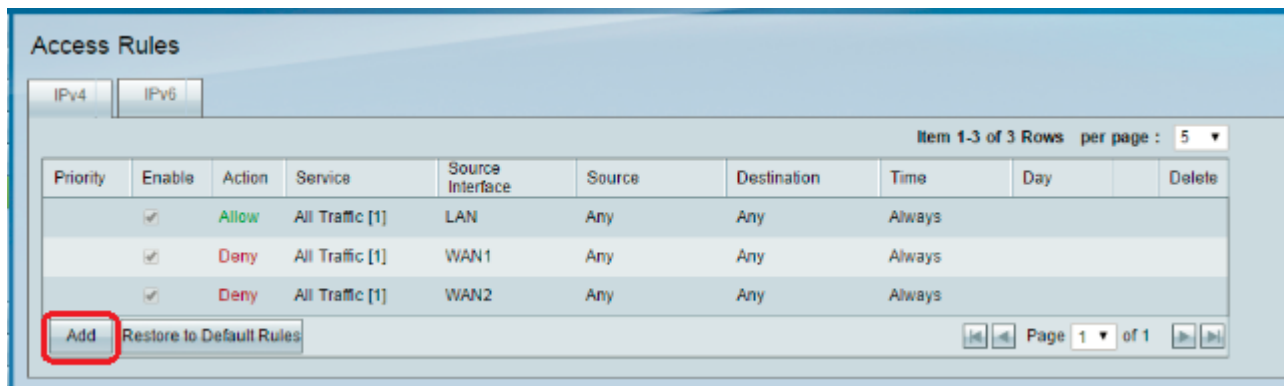 Access Rules
IPv4 IPv6
Item 1-3 of 3 Rows per page : 5
Priority Enable Action Service Source Interface Source Destination Time Day Delete
Allow All Traffic [1] LAN Any Any Always
Deny All Traffic [1] WAN1 Any Any Always
Deny All Traffic [1] WAN2 Any Any Always
Add Restore to Default Rules Page 1 of 1